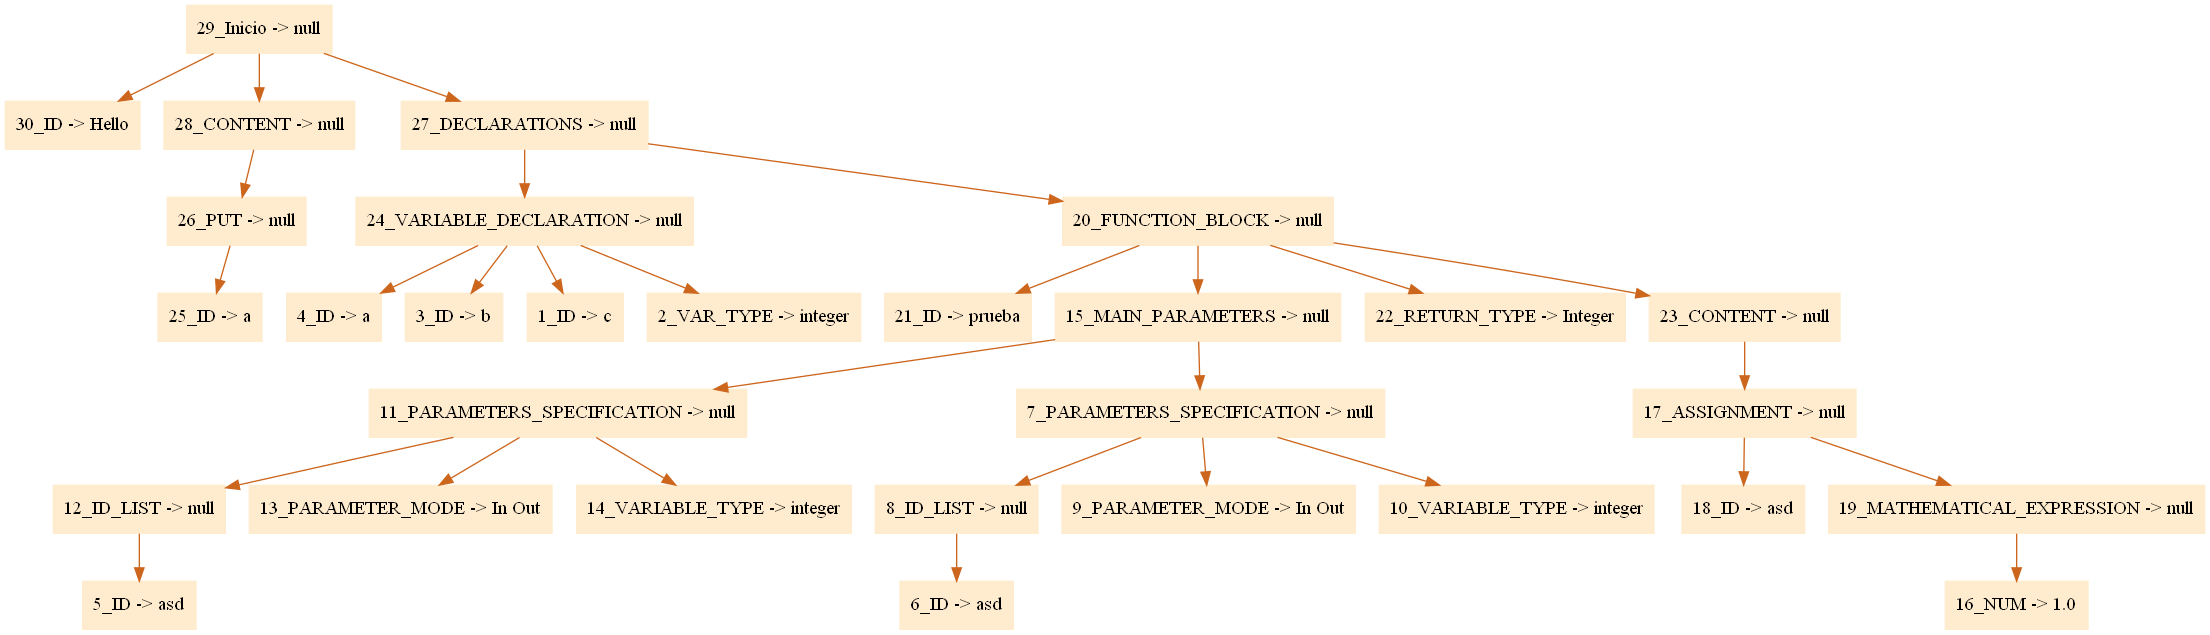 29_Inicio -> null
30_ID -> Hello
28_CONTENT -> null
27_DECLARATIONS -> null
26_PUT -> null
24_VARIABLE_DECLARATION -> null
20_FUNCTION_BLOCK -> null
25_ID -> a
4_ID -> a
3_ID -> b
1_ID -> c
2_VAR_TYPE -> integer
21_ID -> prueba
15_MAIN_PARAMETERS -> null
22_RETURN_TYPE -> Integer
23_CONTENT -> null
11_PARAMETERS_SPECIFICATION -> null
7_PARAMETERS_SPECIFICATION -> null
17_ASSIGNMENT -> null
12_ID_LIST -> null
13_PARAMETER_MODE -> In Out
14_VARIABLE_TYPE -> integer
8_ID_LIST -> null
9_PARAMETER_MODE -> In Out
10_VARIABLE_TYPE -> integer
18_ID -> asd
19_MATHEMATICAL_EXPRESSION -> null
5_ID -> asd
6_ID -> asd
16_NUM -> 1.0